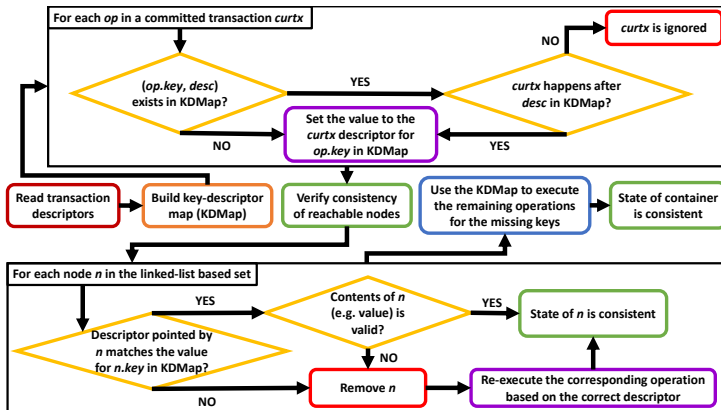 For each op in a committed transaction curtx
NO
curtx is ignored
(op.key, desc)
exists in KDMap?
YES
curtx happens after
desc in KDMap?
Set the value to the
curtx descriptor for
op.key in KDMap
NO
YES
Read transaction
descriptors
Build key-descriptor
map (KDMap)
Verify consistency
of reachable nodes
Use the KDMap to execute
the remaining operations
for the missing keys
State of container
is consistent
For each node n in the linked-list based set
YES
Contents of n
(e.g. value) is
valid?
YES
State of n is consistent
Descriptor pointed by
n matches the value
for n.key in KDMap?
NO
NO
Remove n
Re-execute the corresponding operation
based on the correct descriptor